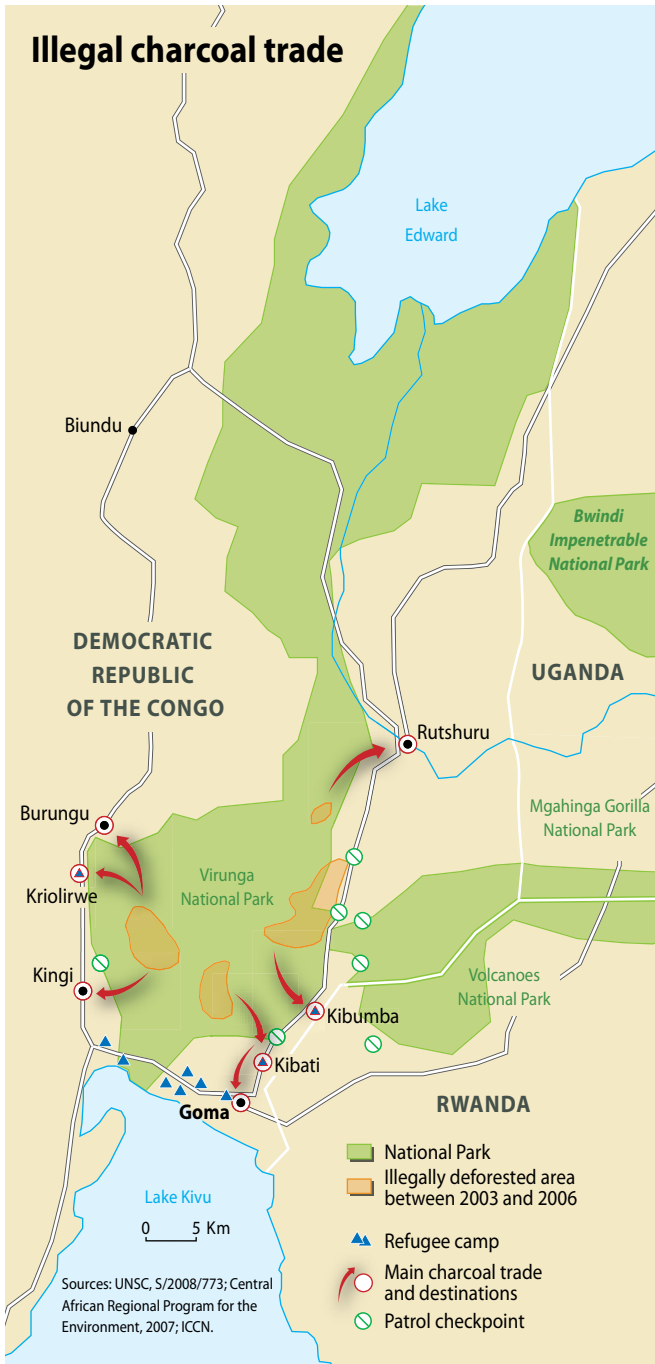 Illegal charcoal trade
Lake
Edward
Biundu
Bwindi
Impenetrable
National Park
DEMOCRATIC
REPUBLIC
OF THE CONGO
UGANDA
Rutshuru
Burungu
Mgahinga Gorilla
National Park
Virunga
National Park
Kriolirwe
Kingi
Volcanoes
National Park
Kibumba
Kibati
Goma
RWANDA
National Park
Illegally deforested area
between 2003 and 2006
Lake Kivu
0 5 Km
Refugee camp
Main charcoal trade
and destinations
Patrol checkpoint
Sources: UNSC, S/2008/773; Central
African Regional Program for the
Environment, 2007; ICCN.